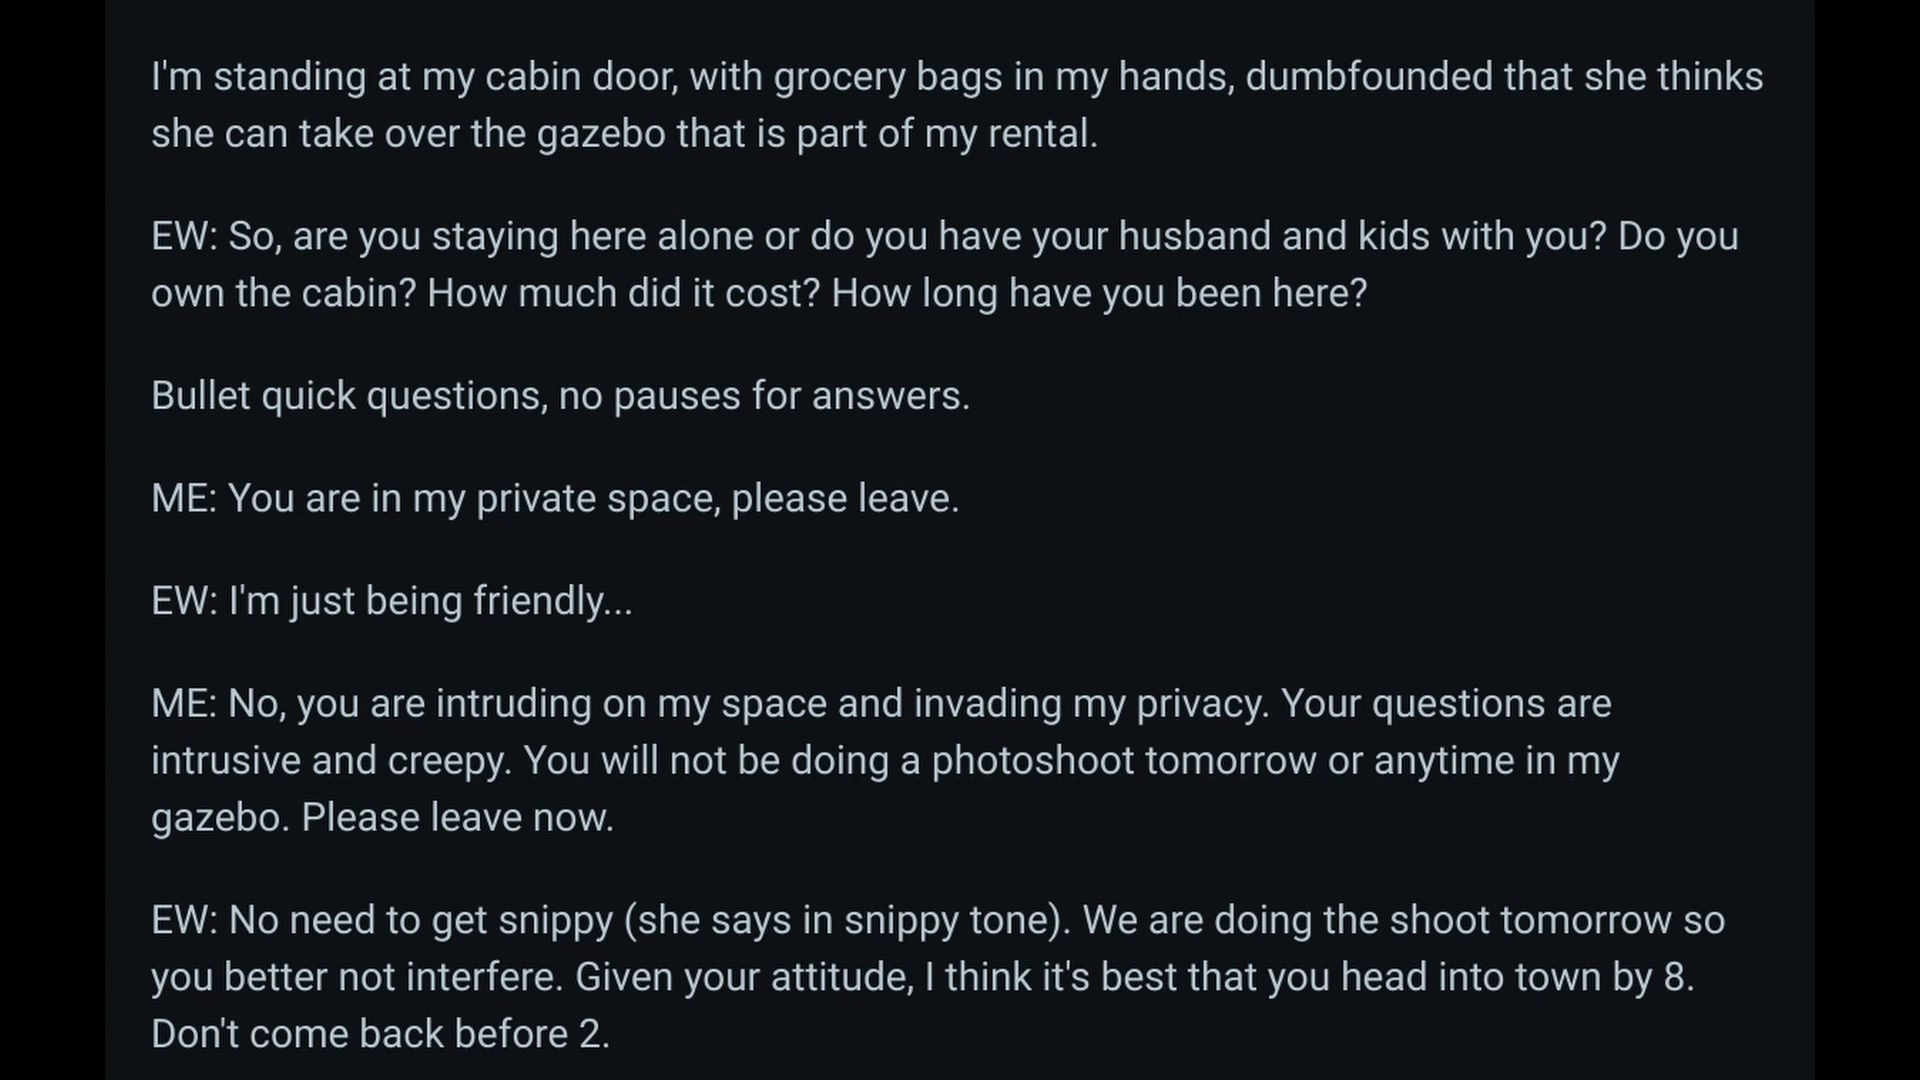 I'm standing at my cabin door, with grocery bags in my hands, dumbfounded that she thinks
she can take over the gazebo that is part of my rental.
EW: So, are you staying here alone or do you have your husband and kids with you? Do you
own the cabin? How much did it cost? How long have you been here?
Bullet quick questions, no pauses for answers.
ME: You are in my private space, please leave.
EW: I'm just being friendly...
ME: No, you are intruding on my space and invading my privacy. Your questions are
intrusive and creepy. You will not be doing a photoshoot tomorrow or anytime in my
gazebo. Please leave now.
EW: No need to get snippy (she says in snippy tone). We are doing the shoot tomorrow so
you better not interfere. Given your attitude, I think it's best that you head into town by 8.
Don't come back before 2.